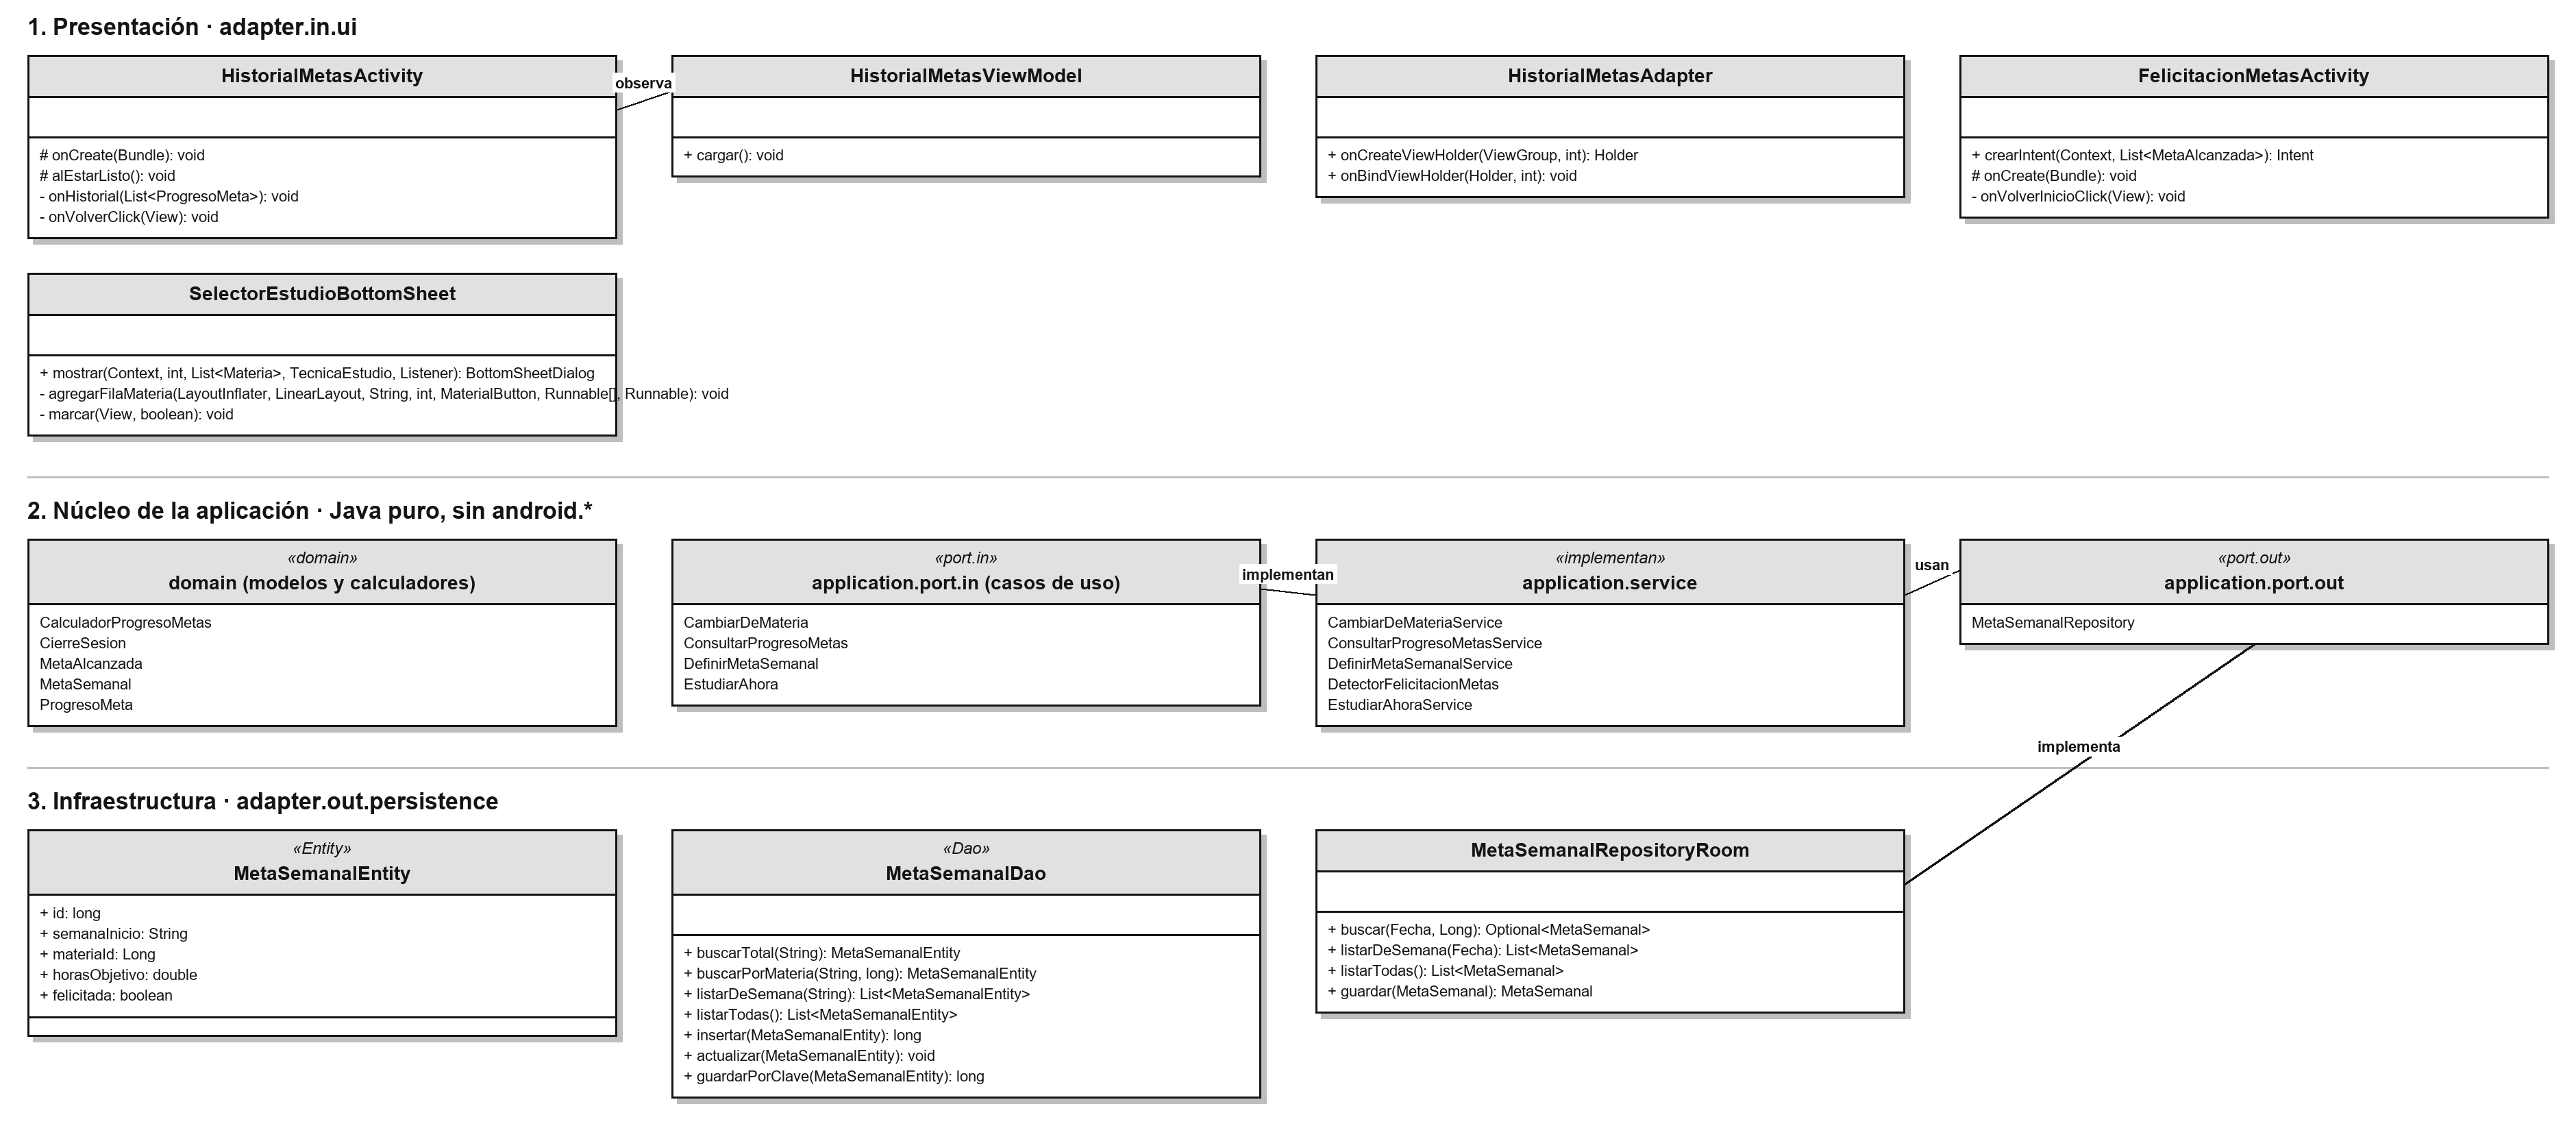 1. Presentación · adapter.in.ui
HistorialMetasActivity
# onCreate(Bundle): void
# alEstarListo(): void
- onHistorial(List<ProgresoMeta>): void
- onVolverClick(View): void
observa
HistorialMetasViewModel
+ cargar(): void
HistorialMetasAdapter
+ onCreateViewHolder(ViewGroup, int): Holder
+ onBindViewHolder(Holder, int): void
FelicitacionMetasActivity
+ crearIntent(Context, List<MetaAlcanzada>): Intent
# onCreate(Bundle): void
- onVolverInicioClick(View): void
SelectorEstudioBottomSheet
+ mostrar(Context, int, List<Materia>, TecnicaEstudio, Listener): BottomSheetDialog
- agregarFilaMateria(LayoutInflater, LinearLayout, String, int, MaterialButton, Runnable[], Runnable): void
- marcar(View, boolean): void
2. Núcleo de la aplicación · Java puro, sin android.*
«domain»
domain (modelos y calculadores)
CalculadorProgresoMetas
CierreSesion
MetaAlcanzada
MetaSemanal
ProgresoMeta
«port.in»
application.port.in (casos de uso)
CambiarDeMateria
ConsultarProgresoMetas
DefinirMetaSemanal
EstudiarAhora
implementan
«implementan»
application.service
CambiarDeMateriaService
ConsultarProgresoMetasService
DefinirMetaSemanalService
DetectorFelicitacionMetas
EstudiarAhoraService
usan
«port.out»
application.port.out
MetaSemanalRepository
implementa
3. Infraestructura · adapter.out.persistence
«Entity»
MetaSemanalEntity
+ id: long
+ semanaInicio: String
+ materiaId: Long
+ horasObjetivo: double
+ felicitada: boolean
«Dao»
MetaSemanalDao
+ buscarTotal(String): MetaSemanalEntity
+ buscarPorMateria(String, long): MetaSemanalEntity
+ listarDeSemana(String): List<MetaSemanalEntity>
+ listarTodas(): List<MetaSemanalEntity>
+ insertar(MetaSemanalEntity): long
+ actualizar(MetaSemanalEntity): void
+ guardarPorClave(MetaSemanalEntity): long
MetaSemanalRepositoryRoom
+ buscar(Fecha, Long): Optional<MetaSemanal>
+ listarDeSemana(Fecha): List<MetaSemanal>
+ listarTodas(): List<MetaSemanal>
+ guardar(MetaSemanal): MetaSemanal